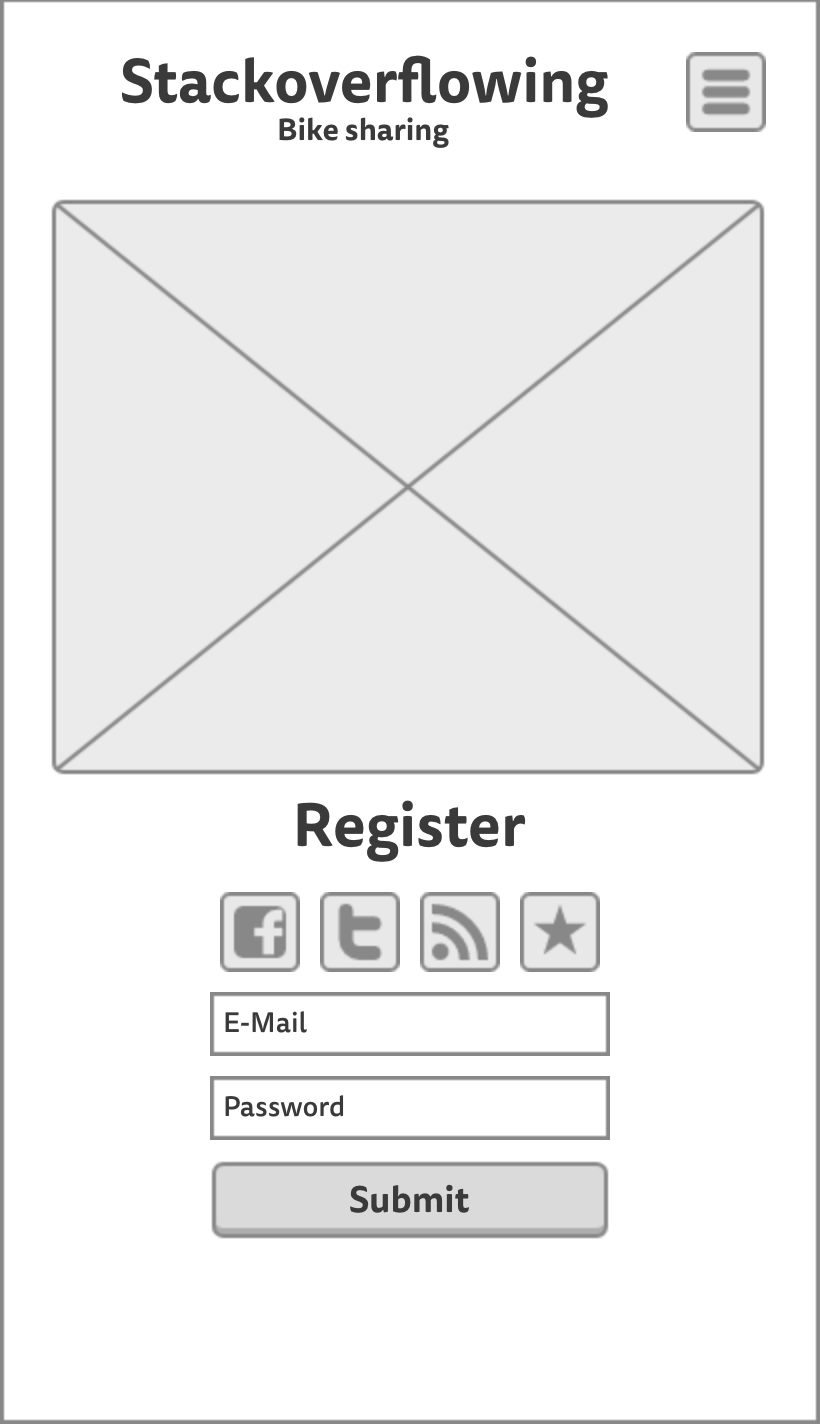 Stackoverflowing
Bike sharing
Register
E-Mail
Password
Submit